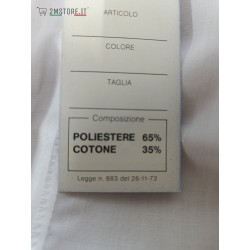 2MSTORE.IT
ARTICOLO
COLORE
TAGLIA
Composizione
POLIESTERE 65%
COTONE 35%
Legge n. 883 del 26-11-73